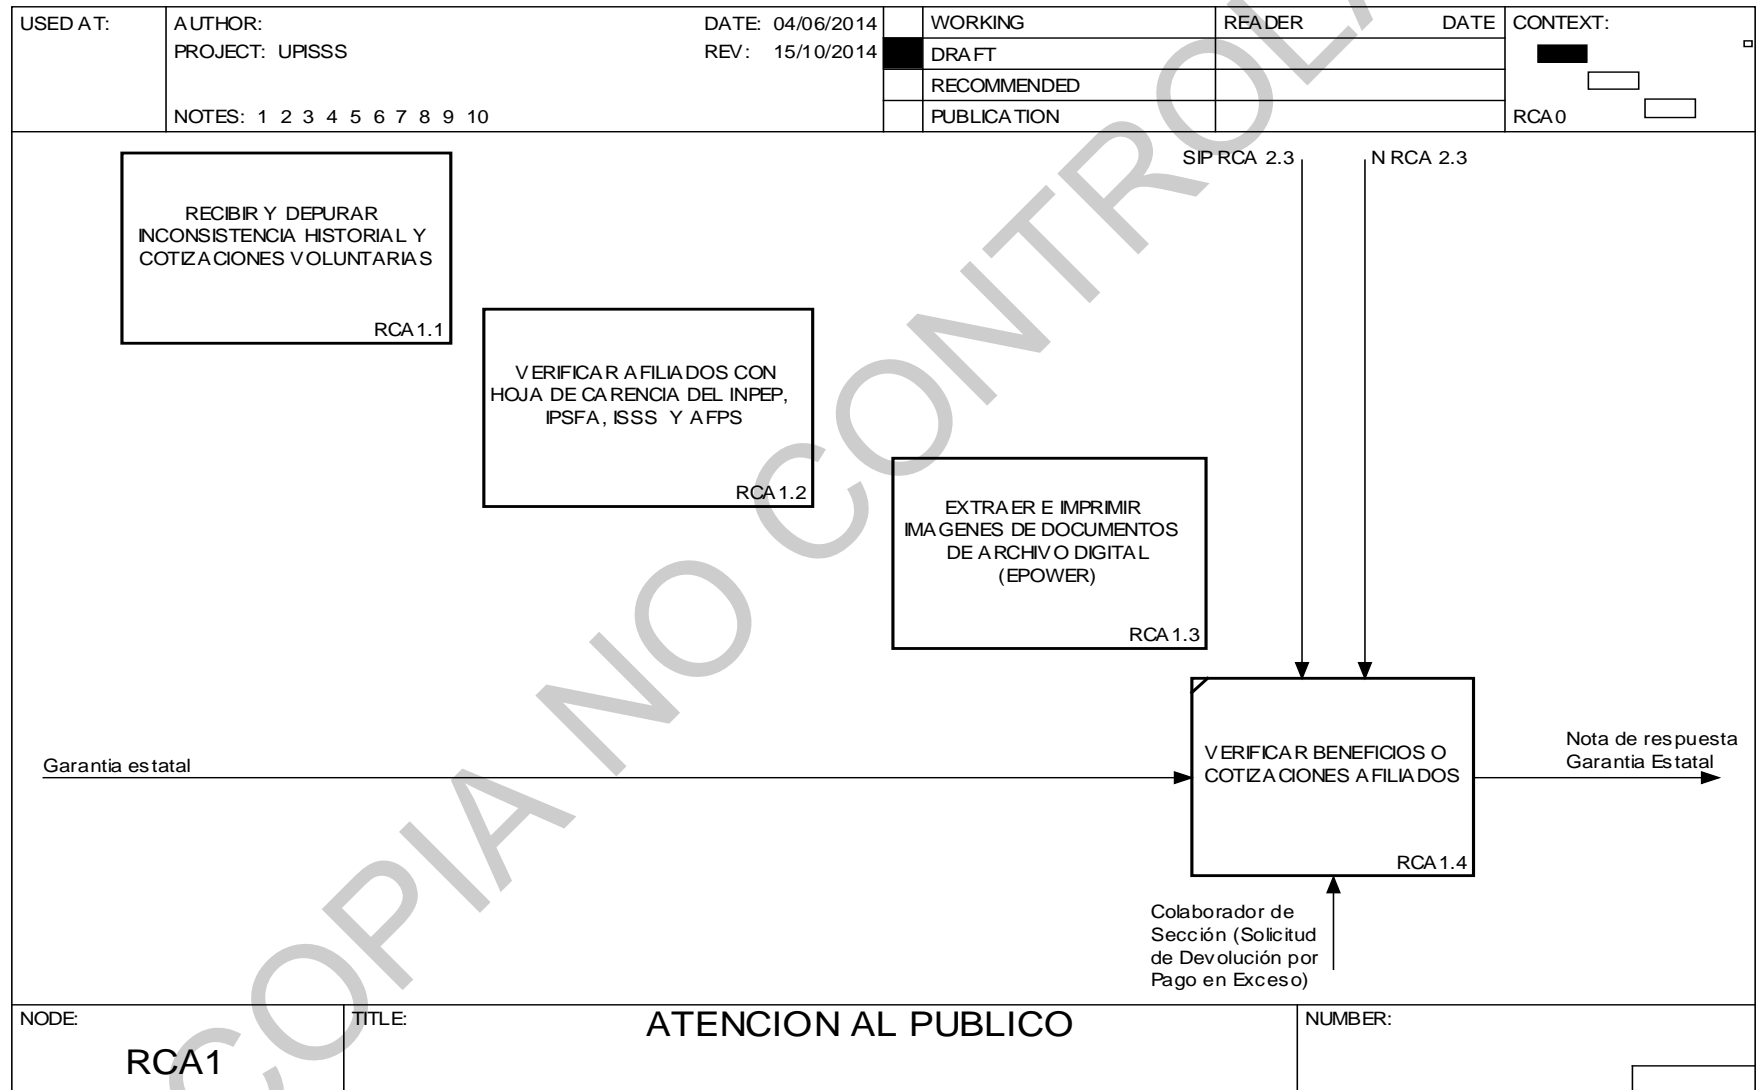 USED AT:
AUTHOR:
DATE: 04/06/2014
PROJECT: UPISSS
REV: 15/10/2014
NOTES: 1 2 3 4 5 6 7 8 9 10
WORKING
DRAFT
RECOMMENDED
PUBLICATION
READER
DATE
CONTEXT:
RCA0
RECIBIR Y DEPURAR
INCONSISTENCIA HISTORIAL Y
COTIZACIONES VOLUNTARIAS
RCA1.1
VERIFICAR AFILIADOS CON
HOJA DE CARENCIA DEL INPEP,
IPSFA, ISSS Y AFPS
RCA1.2
EXTRAER E IMPRIMIR
IMAGENES DE DOCUMENTOS
DE ARCHIVO DIGITAL
(EPOWER)
RCA1.3
SIP RCA 2.3
N RCA 2.3
Garantia estatal
VERIFICAR BENEFICIOS O
COTIZACIONES AFILIADOS
RCA1.4
Nota de respuesta
Garantia Estatal
Colaborador de
Sección (Solicitud
de Devolución por
Pago en Exceso)
NODE:
RCA1
TITLE:
ATENCION AL PUBLICO
NUMBER:
COPIA NO CONTROLA